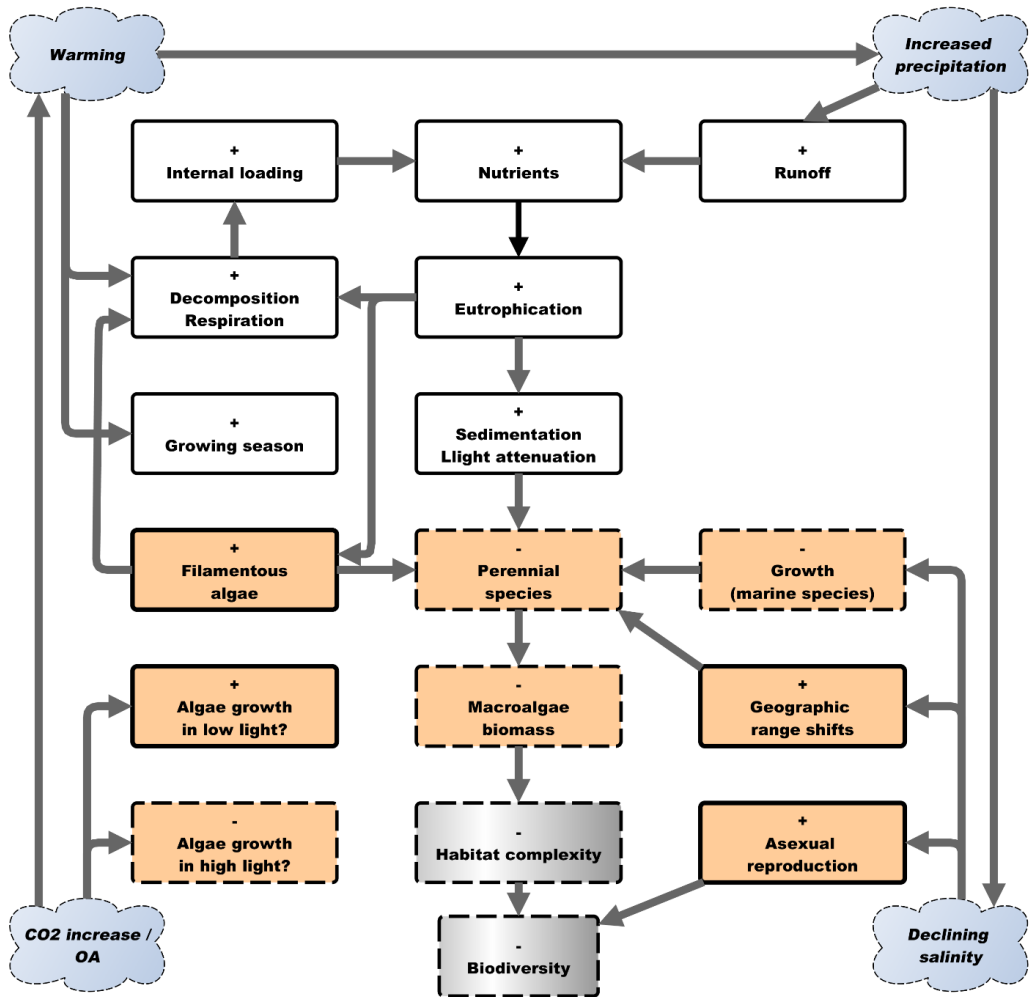 Warming
Increased
precipitation
+
Internal loading
+
Nutrients
+
Runoff
+
Decomposition
Respiration
+
Eutrophication
+
Growing season
+
Sedimentation
Llight attenuation
+
Filamentous
algae
-
Perennial
species
-
Growth
(marine species)
+
Algae growth
in low light?
-
Macroalgae
biomass
+
Geographic
range shifts
-
Algae growth
in high light?
-
Habitat complexity
+
Asexual
reproduction
CO2 increase /
OA
-
Biodiversity
Declining
salinity